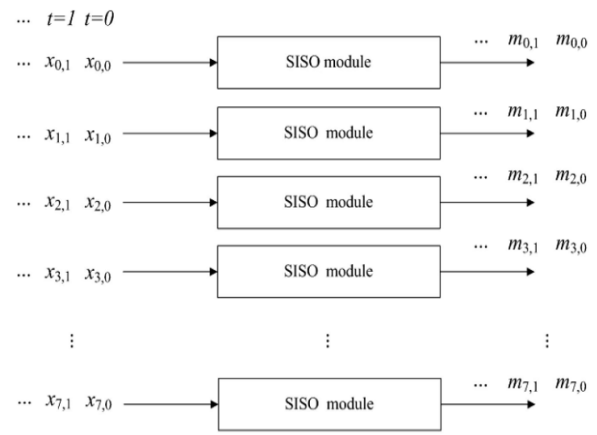 ... t=1 t=0
... m0,1 m0,0
... x0,1 x0,0 SISO module
... m1,1 m1,0
... x1,1 x1,0 SISO module
... m2,1 m2,0
... x2,1 x2,0 SISO module
... m3,1 m3,0
... x3,1 x3,0 SISO module
⋮ ⋮ ⋮
... m7,1 m7,0
... x7,1 x7,0 SISO module